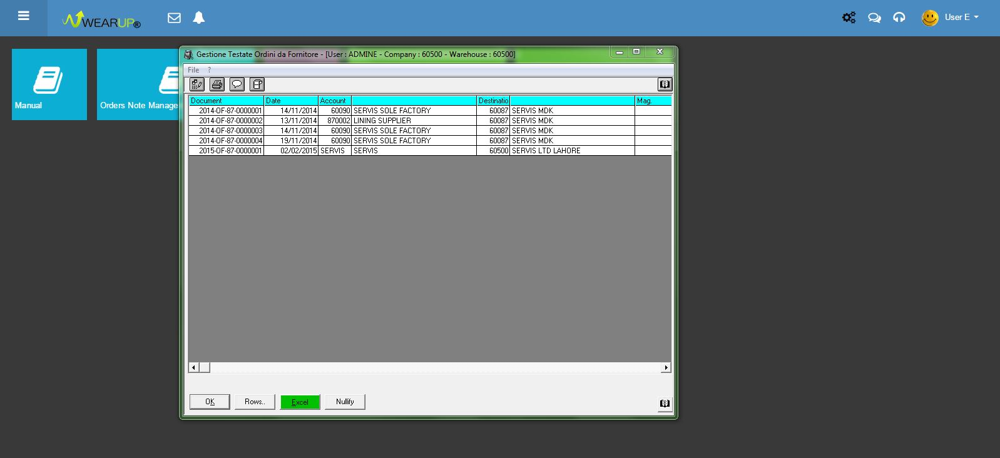 WEARUP®
User E
Manual
Orders Note Manage
Gestione Testate Ordini da Fornitore - [User : ADMINE - Company : 60500 - Warehouse : 60500]
File ?
Document Date Account Destinatio Mag.
2014-OF-87-0000001 14/11/2014 60090 SERVIS SOLE FACTORY 60087 SERVIS MDK
2014-OF-87-0000002 13/11/2014 870002 LINING SUPPLIER 60087 SERVIS MDK
2014-OF-87-0000003 14/11/2014 60090 SERVIS SOLE FACTORY 60087 SERVIS MDK
2014-OF-87-0000004 19/11/2014 60090 SERVIS SOLE FACTORY 60087 SERVIS MDK
2015-OF-87-0000001 02/02/2015 SERVIS SERVIS 60500 SERVIS LTD LAHORE
OK Rows.. Excel Nullify